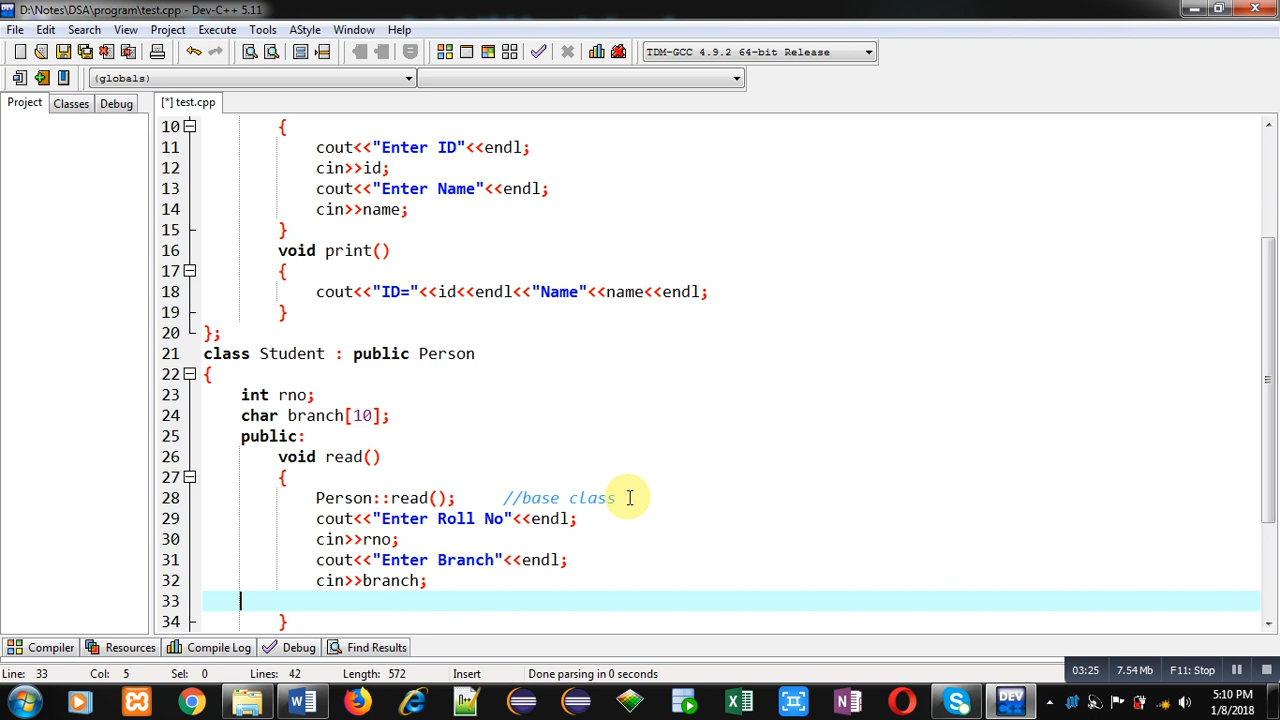 D:\Notes\DSA\program\test.cpp - Dev-C++ 5.11
File Edit Search View Project Execute Tools AStyle Window Help
TDM-GCC 4.9.2 64-bit Release
(globals)
Project Classes Debug [*] test.cpp
10 {
11 cout<<"Enter ID"<<endl;
12 cin>>id;
13 cout<<"Enter Name"<<endl;
14 cin>>name;
15 }
16 void print()
17 {
18 cout<<"ID="<<id<<endl<<"Name"<<name<<endl;
19 }
20 };
21 class Student : public Person
22 {
23 int rno;
24 char branch[10];
25 public:
26 void read()
27 {
28 Person::read(); //base class
29 cout<<"Enter Roll No"<<endl;
30 cin>>rno;
31 cout<<"Enter Branch"<<endl;
32 cin>>branch;
33
34 }
Compiler Resources Compile Log Debug Find Results
Line: 33 Col: 5 Sel: 0 Lines: 42 Length: 572 Insert Done parsing in 0 seconds
03:25 7.54 Mb F11: Stop
5:10 PM
1/8/2018